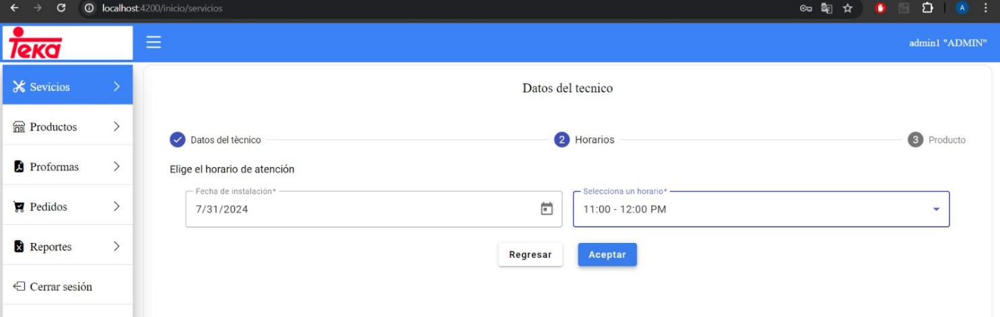 localhost:4200/inicio/servicios
A
Teka
admin1 "ADMIN"
Sevicios
Productos
Proformas
Pedidos
Reportes
Cerrar sesión
Datos del tecnico
Datos del tècnico
2 Horarios
3 Producto
Elige el horario de atención
Fecha de instalación*
7/31/2024
Selecciona un horario*
11:00 - 12:00 PM
Regresar
Aceptar